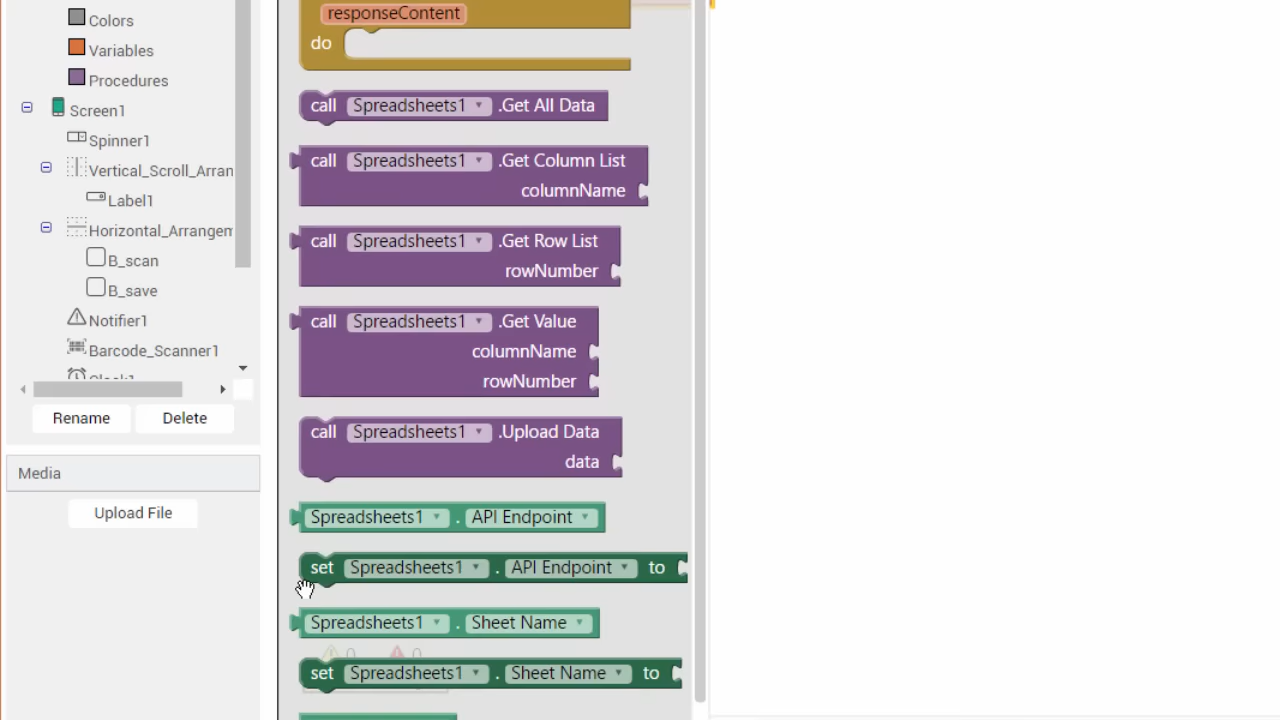 Colors
Variables
Procedures
Screen1
Spinner1
Vertical_Scroll_Arran
Label1
Horizontal_Arrangem
B_scan
B_save
Notifier1
Barcode_Scanner1
Clock1
Rename Delete
Media
Upload File
responseContent
do
call Spreadsheets1 .Get All Data
call Spreadsheets1 .Get Column List
columnName
call Spreadsheets1 .Get Row List
rowNumber
call Spreadsheets1 .Get Value
columnName
rowNumber
call Spreadsheets1 .Upload Data
data
Spreadsheets1 . API Endpoint
set Spreadsheets1 . API Endpoint to
Spreadsheets1 . Sheet Name
0 0
set Spreadsheets1 . Sheet Name to